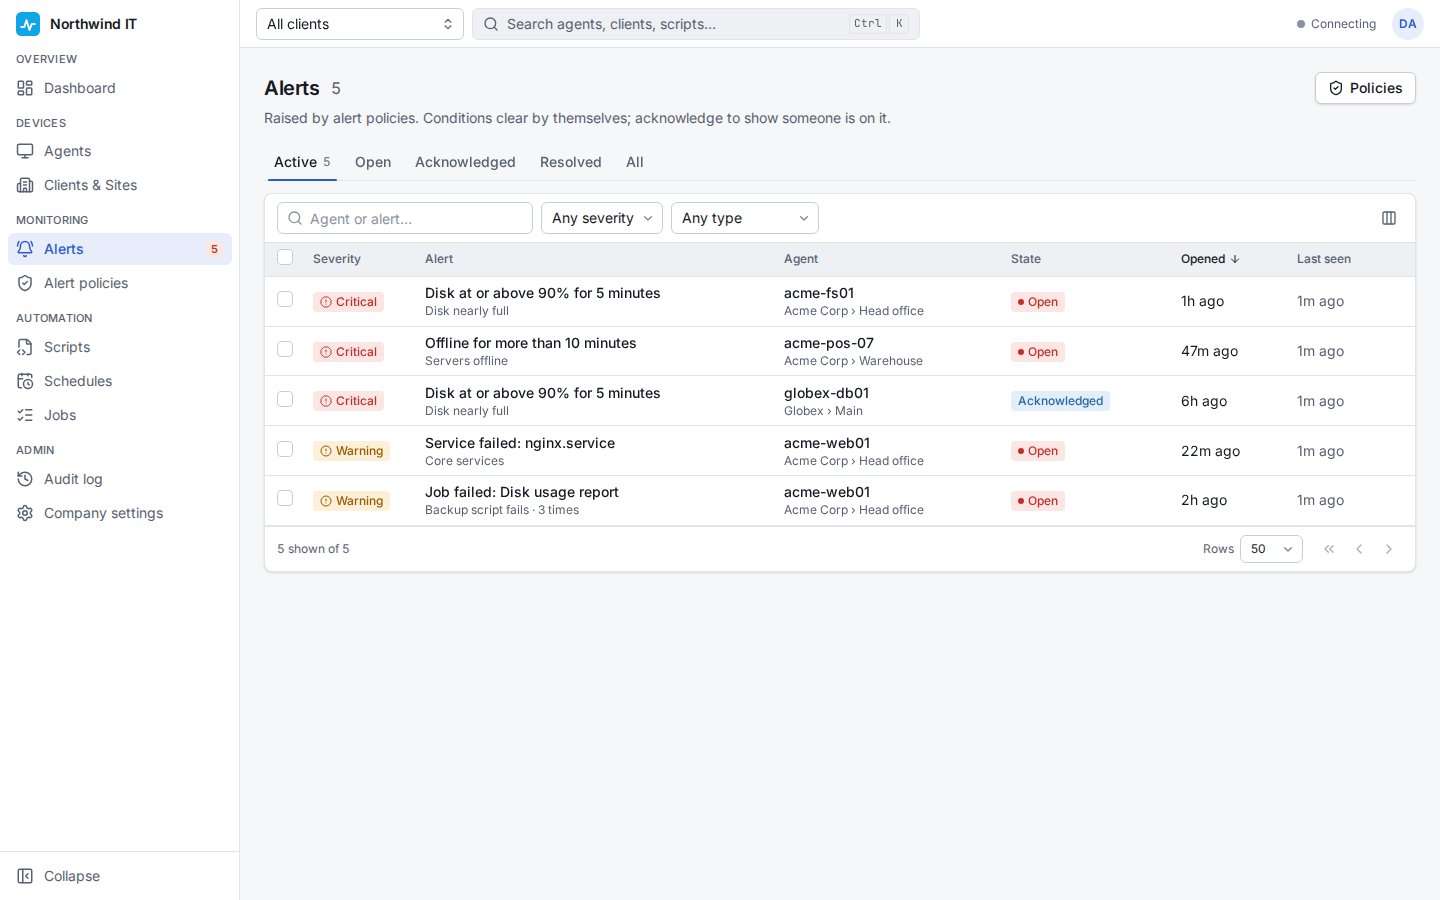 Northwind IT
All clients
Search agents, clients, scripts...
Ctrl K
Connecting
DA
OVERVIEW
Dashboard
DEVICES
Agents
Clients & Sites
MONITORING
Alerts 5
Alert policies
AUTOMATION
Scripts
Schedules
Jobs
ADMIN
Audit log
Company settings
Collapse
Alerts 5
Policies
Raised by alert policies. Conditions clear by themselves; acknowledge to show someone is on it.
Active 5 Open Acknowledged Resolved All
Agent or alert... Any severity Any type
Severity Alert Agent State Opened Last seen
Critical Disk at or above 90% for 5 minutes acme-fs01 Open 1h ago 1m ago
Disk nearly full Acme Corp › Head office
Critical Offline for more than 10 minutes acme-pos-07 Open 47m ago 1m ago
Servers offline Acme Corp › Warehouse
Critical Disk at or above 90% for 5 minutes globex-db01 Acknowledged 6h ago 1m ago
Disk nearly full Globex › Main
Warning Service failed: nginx.service acme-web01 Open 22m ago 1m ago
Core services Acme Corp › Head office
Warning Job failed: Disk usage report acme-web01 Open 2h ago 1m ago
Backup script fails · 3 times Acme Corp › Head office
5 shown of 5 Rows 50